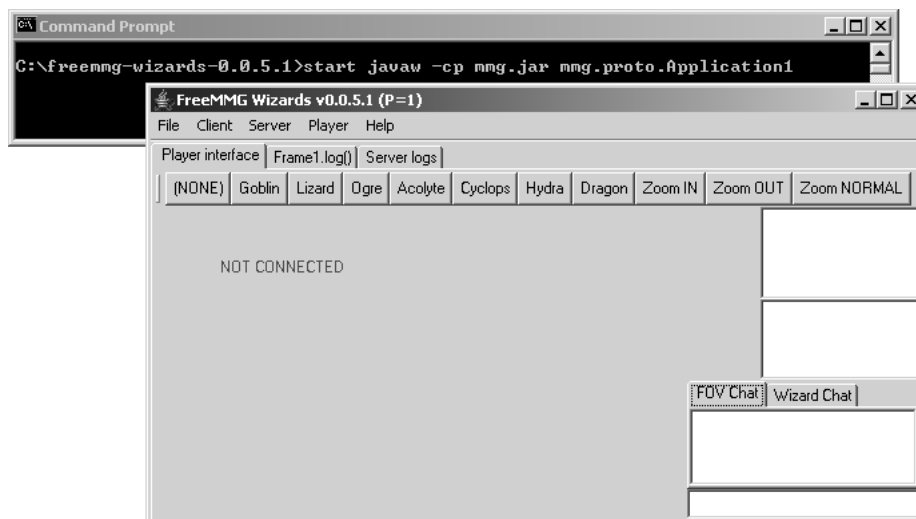 Command Prompt
C:\freemmg-wizards-0.0.5.1>start javaw -cp mmg.jar mmg.proto.Application1
FreeMMG Wizards v0.0.5.1 (P=1)
File Client Server Player Help
Player interface Frame1.log() Server logs
(NONE) Goblin Lizard Ogre Acolyte Cyclops Hydra Dragon Zoom IN Zoom OUT Zoom NORMAL
NOT CONNECTED
FOV Chat Wizard Chat